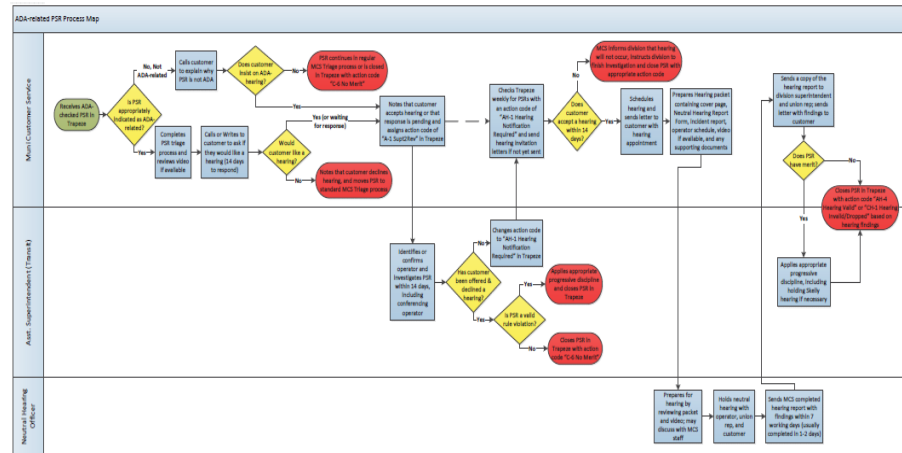 ADA-related PSR Process Map
Muni Customer Service
Receives ADA-
checked PSR in
Trapeze
Is PSR
appropriately
indicated as ADA-
related?
No, Not
ADA-related
Yes
Calls customer
to explain why
PSR is not ADA
Does customer
insist on ADA-
hearing?
No
Yes
PSR continues in regular
MCS Triage process or is closed
in Trapeze with action code
"C-6 No Merit"
Completes
PSR triage
process and
reviews video if
available
Calls or Writes to
customer to ask if
they would like a
hearing (14 days
to respond)
Would
customer like a
hearing?
Yes (or waiting
for response)
No
Notes that customer declines
hearing, and moves PSR to
standard MCS Triage process
Notes that customer
accepts hearing or that
response is pending and
assigns action code of
"A-1 Supt2Rev" in Trapeze
Checks Trapeze
weekly for PSRs with
an action code of
"AH-1 Hearing
Notification
Required" and send
hearing invitation
letters if not yet sent
Does
customer
accept a hearing
within 14
days?
No
Yes
MCS informs division that hearing
will not occur, instructs division to
finish investigation and close PSR with
appropriate action code
Schedules
hearing and
sends letter to
customer with
hearing
appointment
Prepares Hearing packet
containing cover page,
Neutral Hearing Report
Form, incident report,
operator schedule, video
if available, and any
supporting documents
Sends a copy of the
hearing report to
division superintendent
and union rep; sends
letter with findings to
customer
Does PSR
have merit?
No
Yes
Closes PSR in Trapeze
with action code "AH-4
Hearing Valid" or "CH-1 Hearing
Invalid/Dropped" based on
hearing findings
Asst. Superintendent (Transit)
Identifies or
confirms
operator and
investigates PSR
within 14 days,
including
conferencing
operator
Has customer
been offered &
declined a
hearing?
No
Yes
Changes action code
to "AH-1 Hearing
Notification
Required" in Trapeze
Is PSR a valid
rule violation?
Yes
No
Applies appropriate
progressive discipline
and closes PSR in
Trapeze
Closes PSR in
Trapeze with action
code "C-6 No Merit"
Applies appropriate
progressive
discipline, including
holding Skelly
hearing if necessary
Neutral Hearing
Officer
Prepares for
hearing by
reviewing packet
and video; may
discuss with MCS
staff
Holds neutral
hearing with
operator, union
rep, and
customer
Sends MCS completed
hearing report with
findings within 7
working days (usually
completed in 1-2 days)